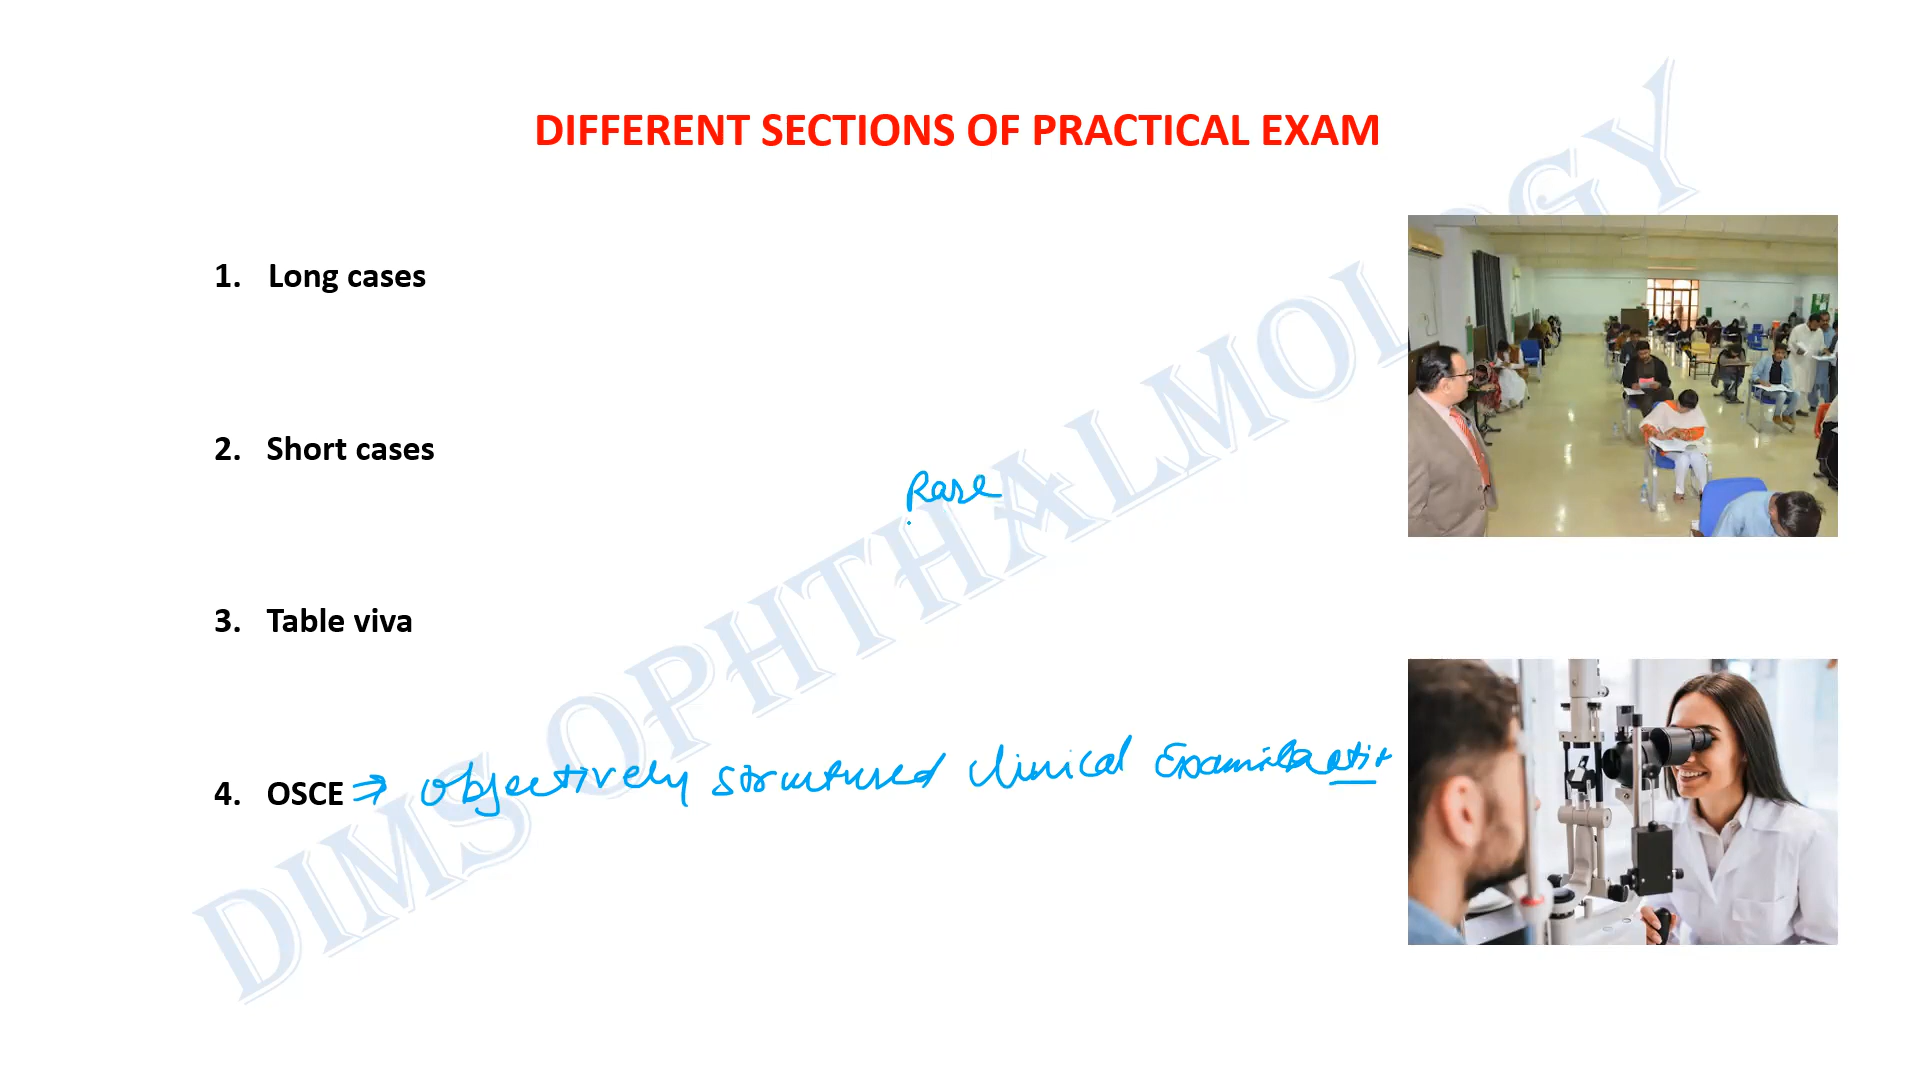 DIFFERENT SECTIONS OF PRACTICAL EXAM
1. Long cases
2. Short cases
Rare
3. Table viva
4. OSCE ⇒ Objectively structured clinical
DIMS OPHTHALMOLOGY